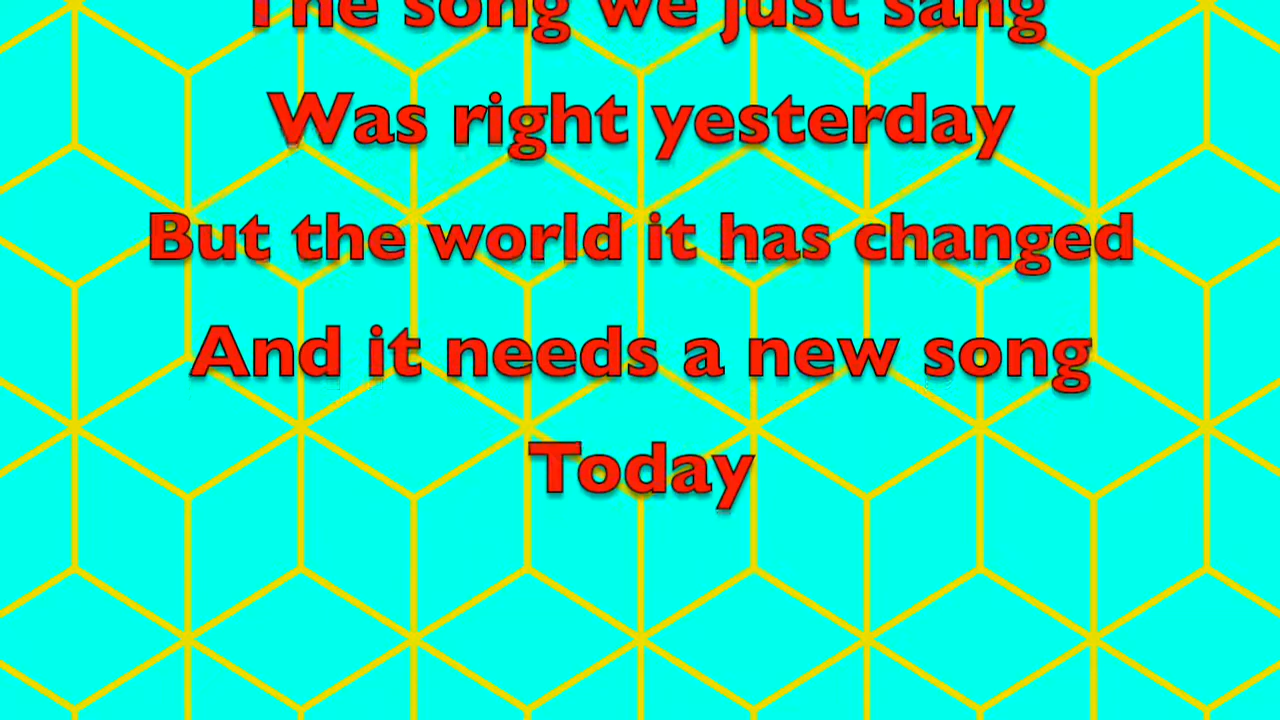 The song we just sang
Was right yesterday
But the world it has changed
And it needs a new song
Today